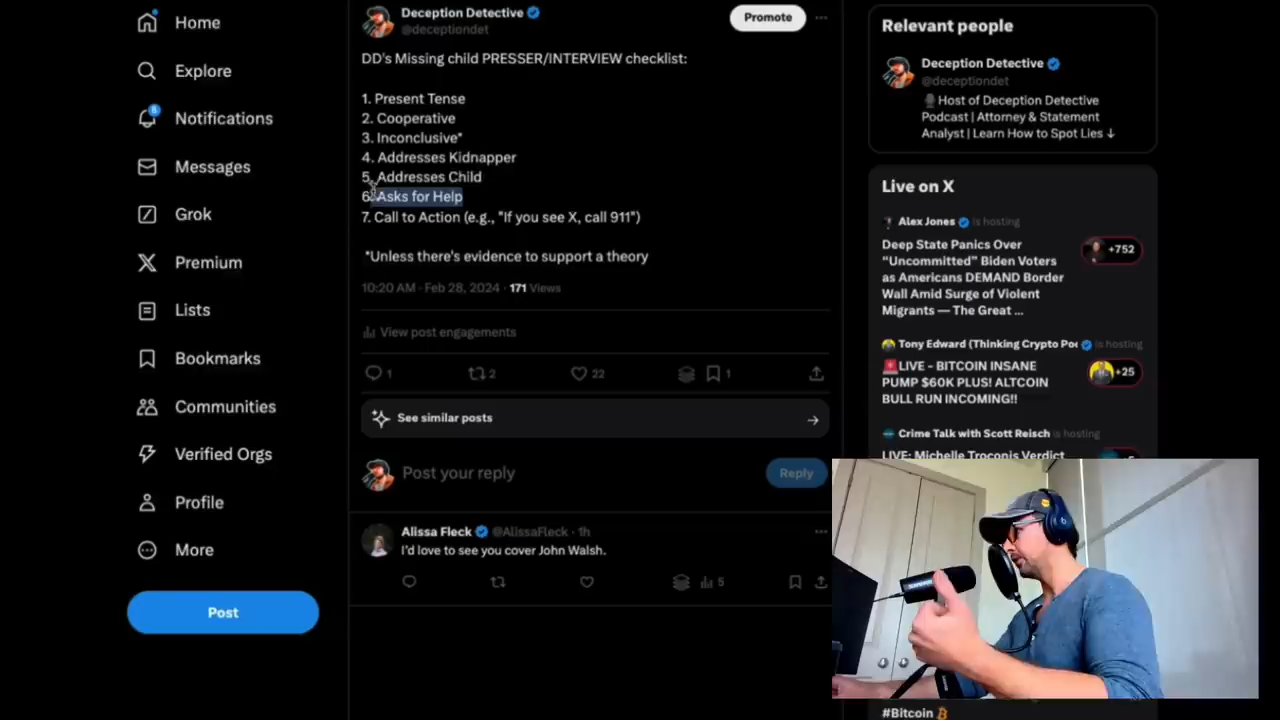 Home
Explore
8
Notifications
Messages
Grok
Premium
Lists
Bookmarks
Communities
Verified Orgs
Profile
More
Post
Deception Detective
@deceptiondet
Promote
DD's Missing child PRESSER/INTERVIEW checklist:
1. Present Tense
2. Cooperative
3. Inconclusive*
4. Addresses Kidnapper
5. Addresses Child
6. Asks for Help
7. Call to Action (e.g., "If you see X, call 911")
*Unless there's evidence to support a theory
10:20 AM · Feb 28, 2024 · 171 Views
View post engagements
1
2
22
1
See similar posts
Post your reply
Reply
Alissa Fleck @AlissaFleck · 1h
I'd love to see you cover John Walsh.
5
Relevant people
Deception Detective
@deceptiondet
Host of Deception Detective
Podcast | Attorney & Statement
Analyst | Learn How to Spot Lies ↓
Live on X
Alex Jones is hosting
Deep State Panics Over
“Uncommitted” Biden Voters
as Americans DEMAND Border
Wall Amid Surge of Violent
Migrants — The Great ...
+752
Tony Edward (Thinking Crypto Po is hosting
LIVE - BITCOIN INSANE
PUMP $60K PLUS! ALTCOIN
BULL RUN INCOMING!!
+25
Crime Talk with Scott Reisch is hosting
LIVE: Michelle Troconis Verdict
#Bitcoin